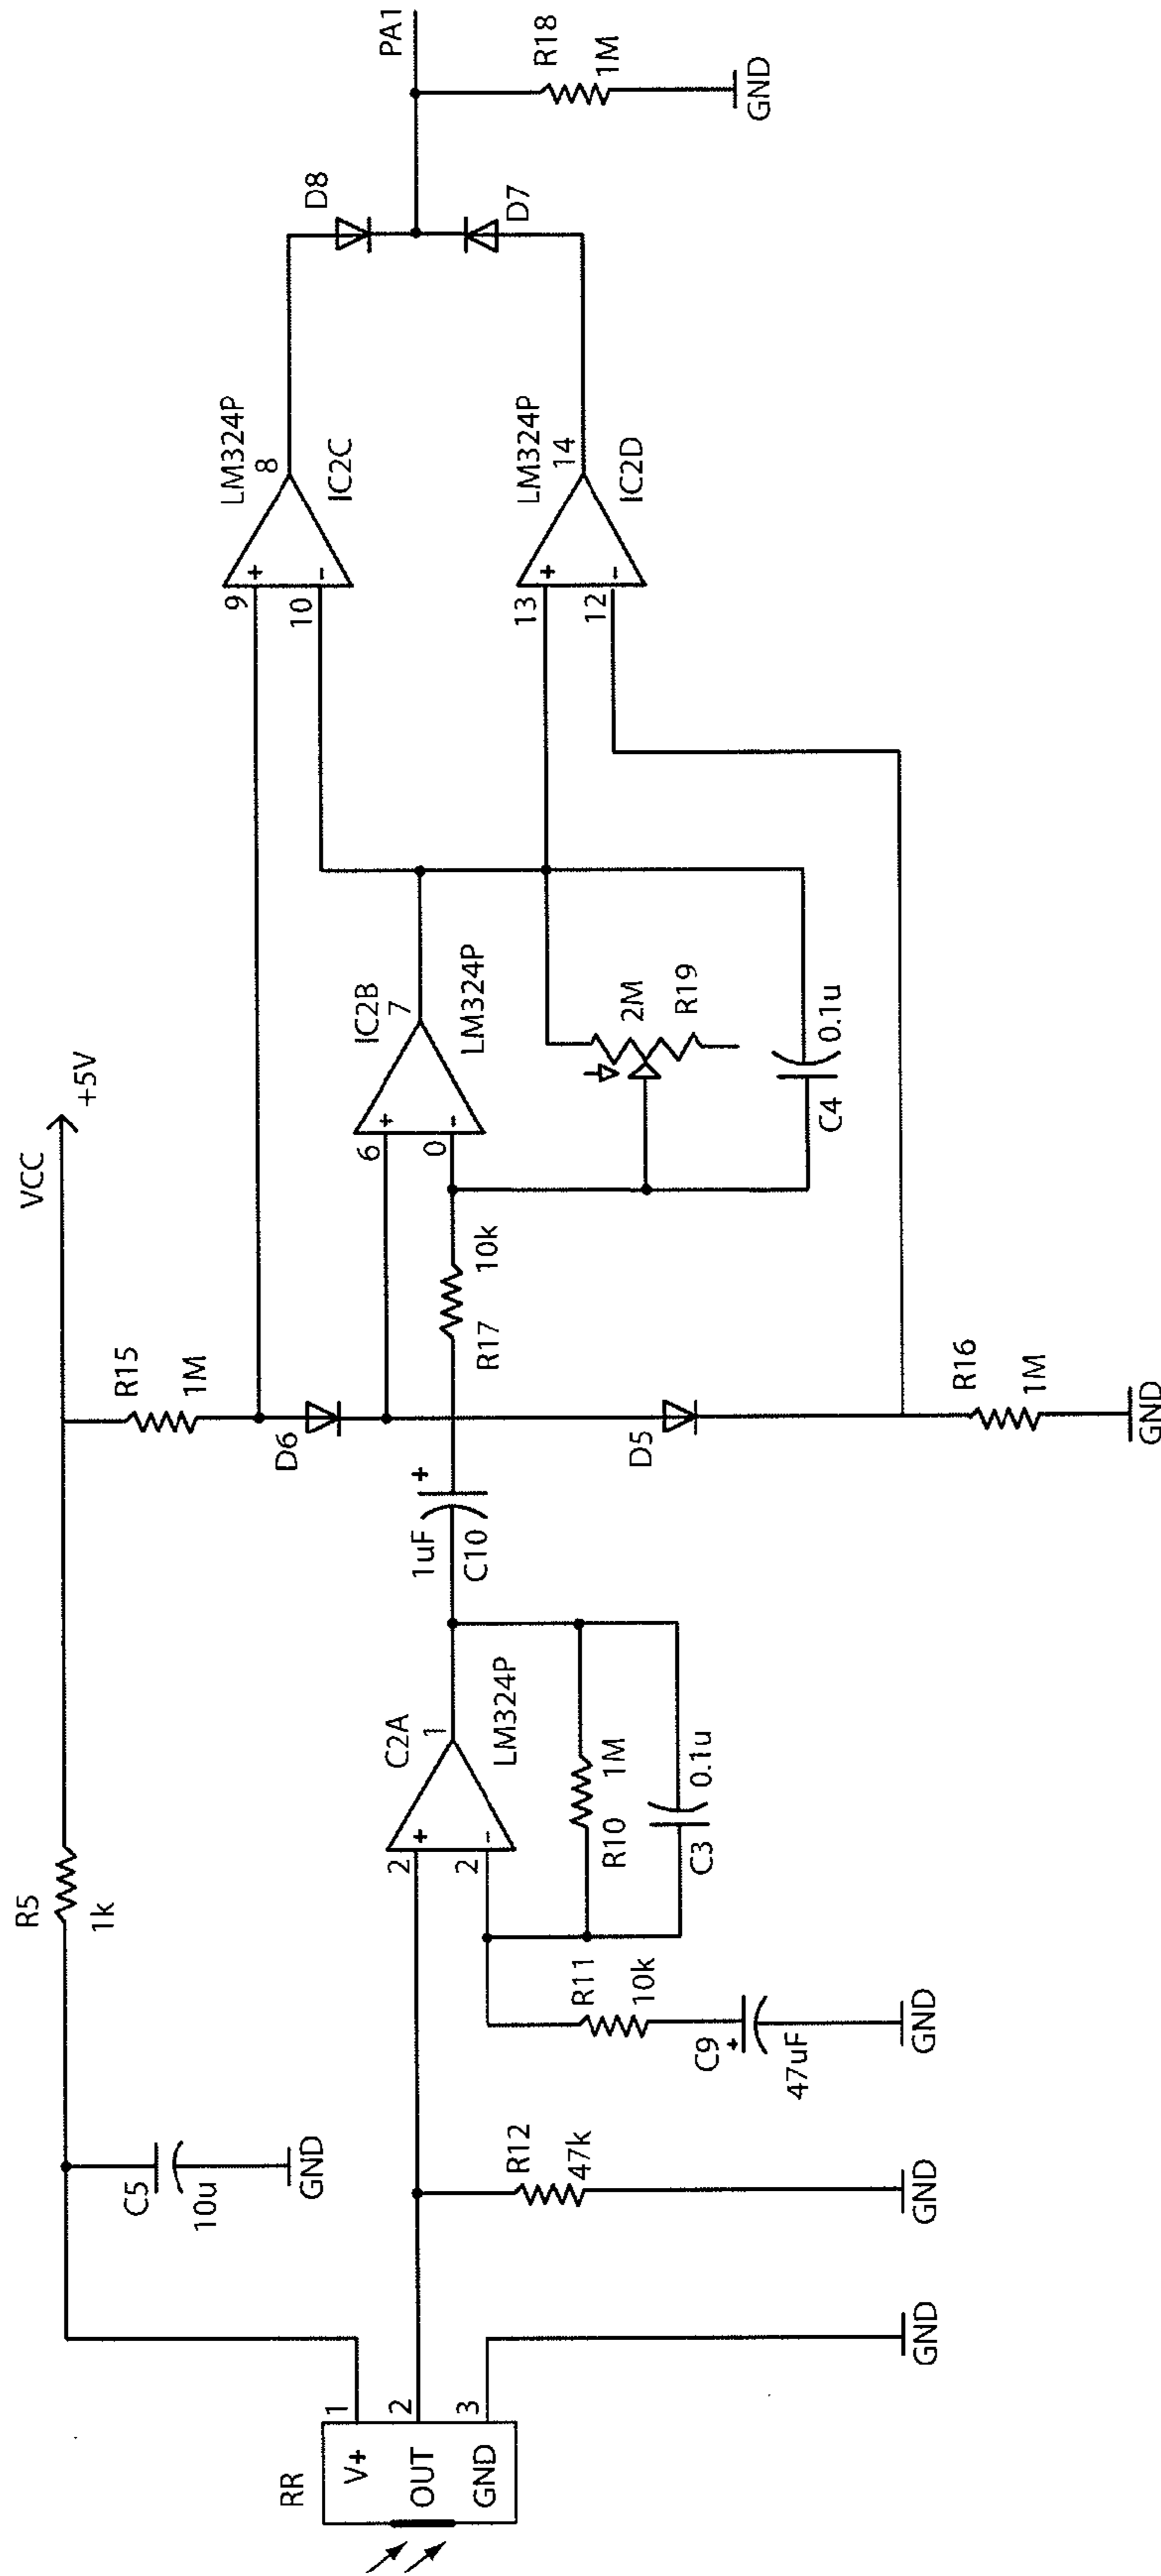 RR
V+
OUT
GND
1
2
3
GND
R12
47k
GND
C5
10u
GND
R5
1k
VCC
+5V
C2A
2
+
2
-
1
LM324P
R11
10k
C9
+
47uF
GND
R10
1M
C3
0.1u
1uF
+
C10
R15
1M
D6
D5
R16
1M
GND
R17
10k
IC2B
6
+
0
-
7
LM324P
2M
R19
C4
0.1u
LM324P
9
+
10
-
8
IC2C
LM324P
13
+
12
-
14
IC2D
D8
D7
PA1
R18
1M
GND